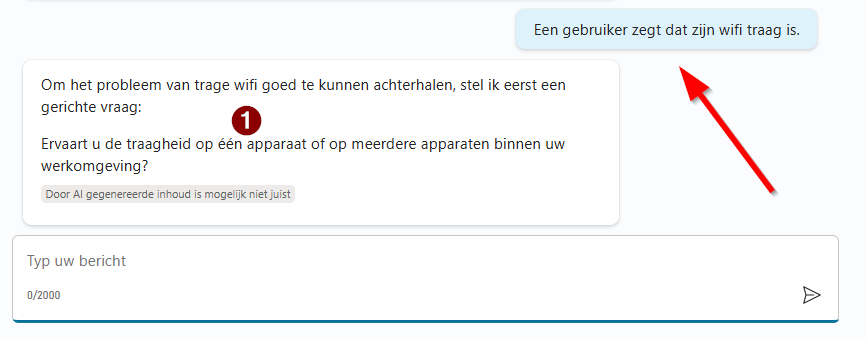 Een gebruiker zegt dat zijn wifi traag is.
Om het probleem van trage wifi goed te kunnen achterhalen, stel ik eerst een
gerichte vraag:
1
Ervaart u de traagheid op één apparaat of op meerdere apparaten binnen uw
werkomgeving?
Door AI gegenereerde inhoud is mogelijk niet juist
Typ uw bericht
0/2000